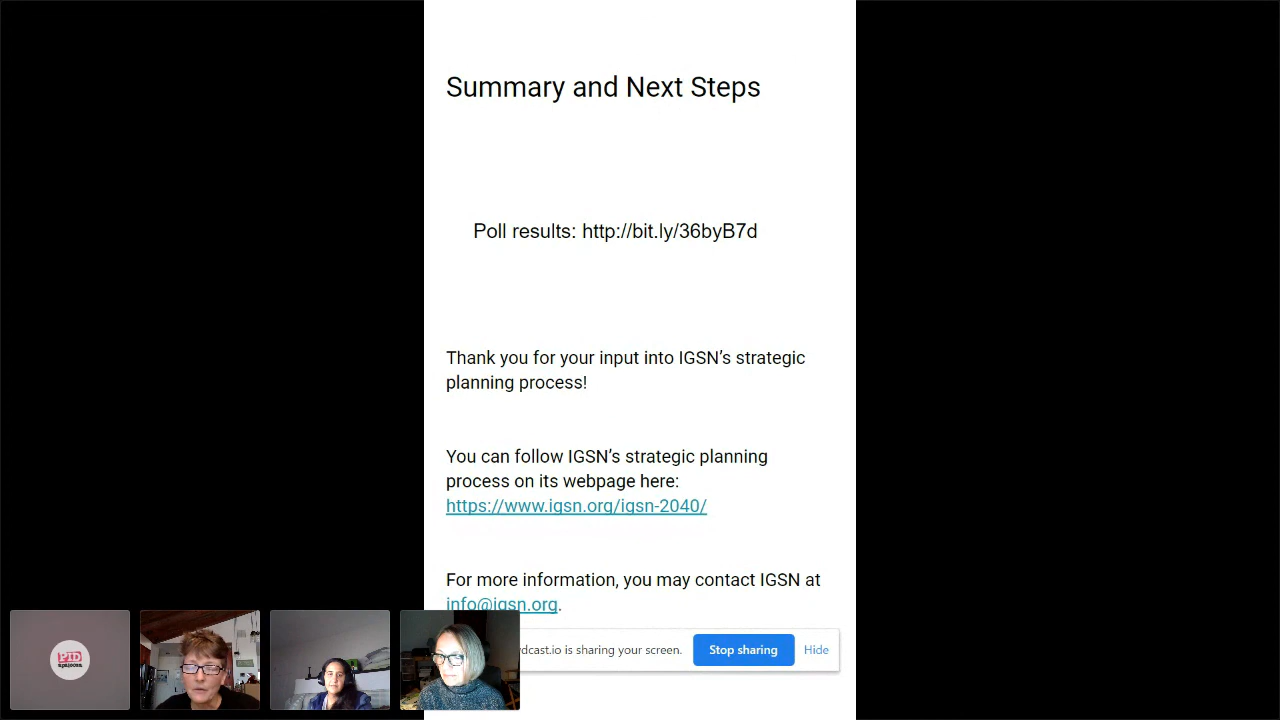 Summary and Next Steps
Poll results: http://bit.ly/36byB7d
Thank you for your input into IGSN’s strategic
planning process!
You can follow IGSN’s strategic planning
process on its webpage here:
https://www.igsn.org/igsn-2040/
For more information, you may contact IGSN at
info@igsn.org.
dcast.io is sharing your screen.
Stop sharing
Hide
PID